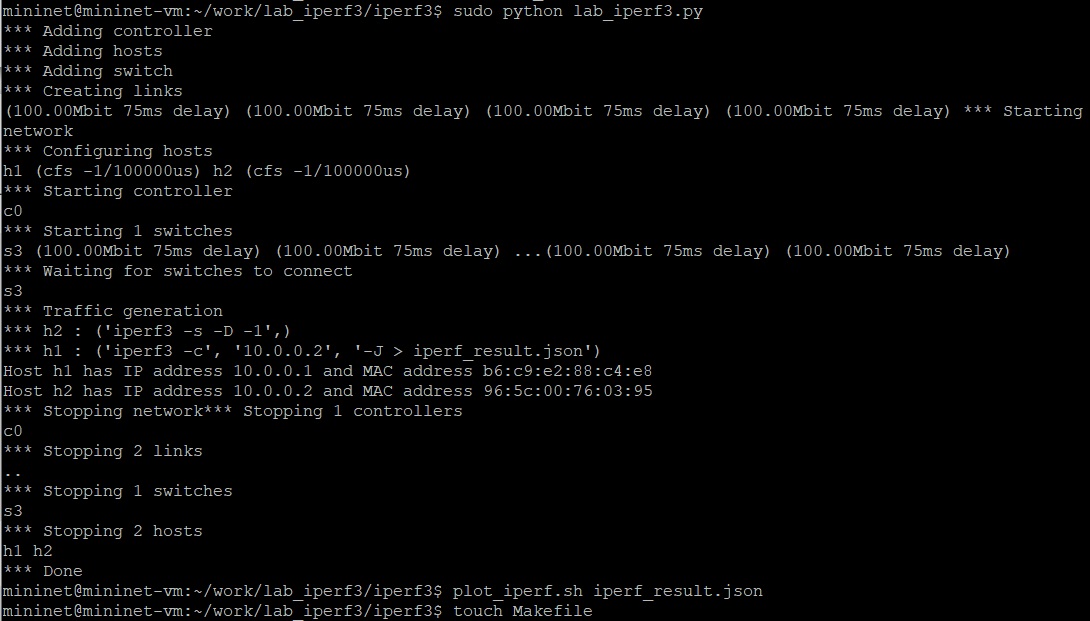 mininet@mininet-vm:~/work/lab_iperf3/iperf3$ sudo python lab_iperf3.py
*** Adding controller
*** Adding hosts
*** Adding switch
*** Creating links
(100.00Mbit 75ms delay) (100.00Mbit 75ms delay) (100.00Mbit 75ms delay) (100.00Mbit 75ms delay) *** Starting
network
*** Configuring hosts
h1 (cfs -1/100000us) h2 (cfs -1/100000us)
*** Starting controller
c0
*** Starting 1 switches
s3 (100.00Mbit 75ms delay) (100.00Mbit 75ms delay) ...(100.00Mbit 75ms delay) (100.00Mbit 75ms delay)
*** Waiting for switches to connect
s3
*** Traffic generation
*** h2 : ('iperf3 -s -D -1',)
*** h1 : ('iperf3 -c', '10.0.0.2', '-J > iperf_result.json')
Host h1 has IP address 10.0.0.1 and MAC address b6:c9:e2:88:c4:e8
Host h2 has IP address 10.0.0.2 and MAC address 96:5c:00:76:03:95
*** Stopping network*** Stopping 1 controllers
c0
*** Stopping 2 links
..
*** Stopping 1 switches
s3
*** Stopping 2 hosts
h1 h2
*** Done
mininet@mininet-vm:~/work/lab_iperf3/iperf3$ plot_iperf.sh iperf_result.json
mininet@mininet-vm:~/work/lab_iperf3/iperf3$ touch Makefile